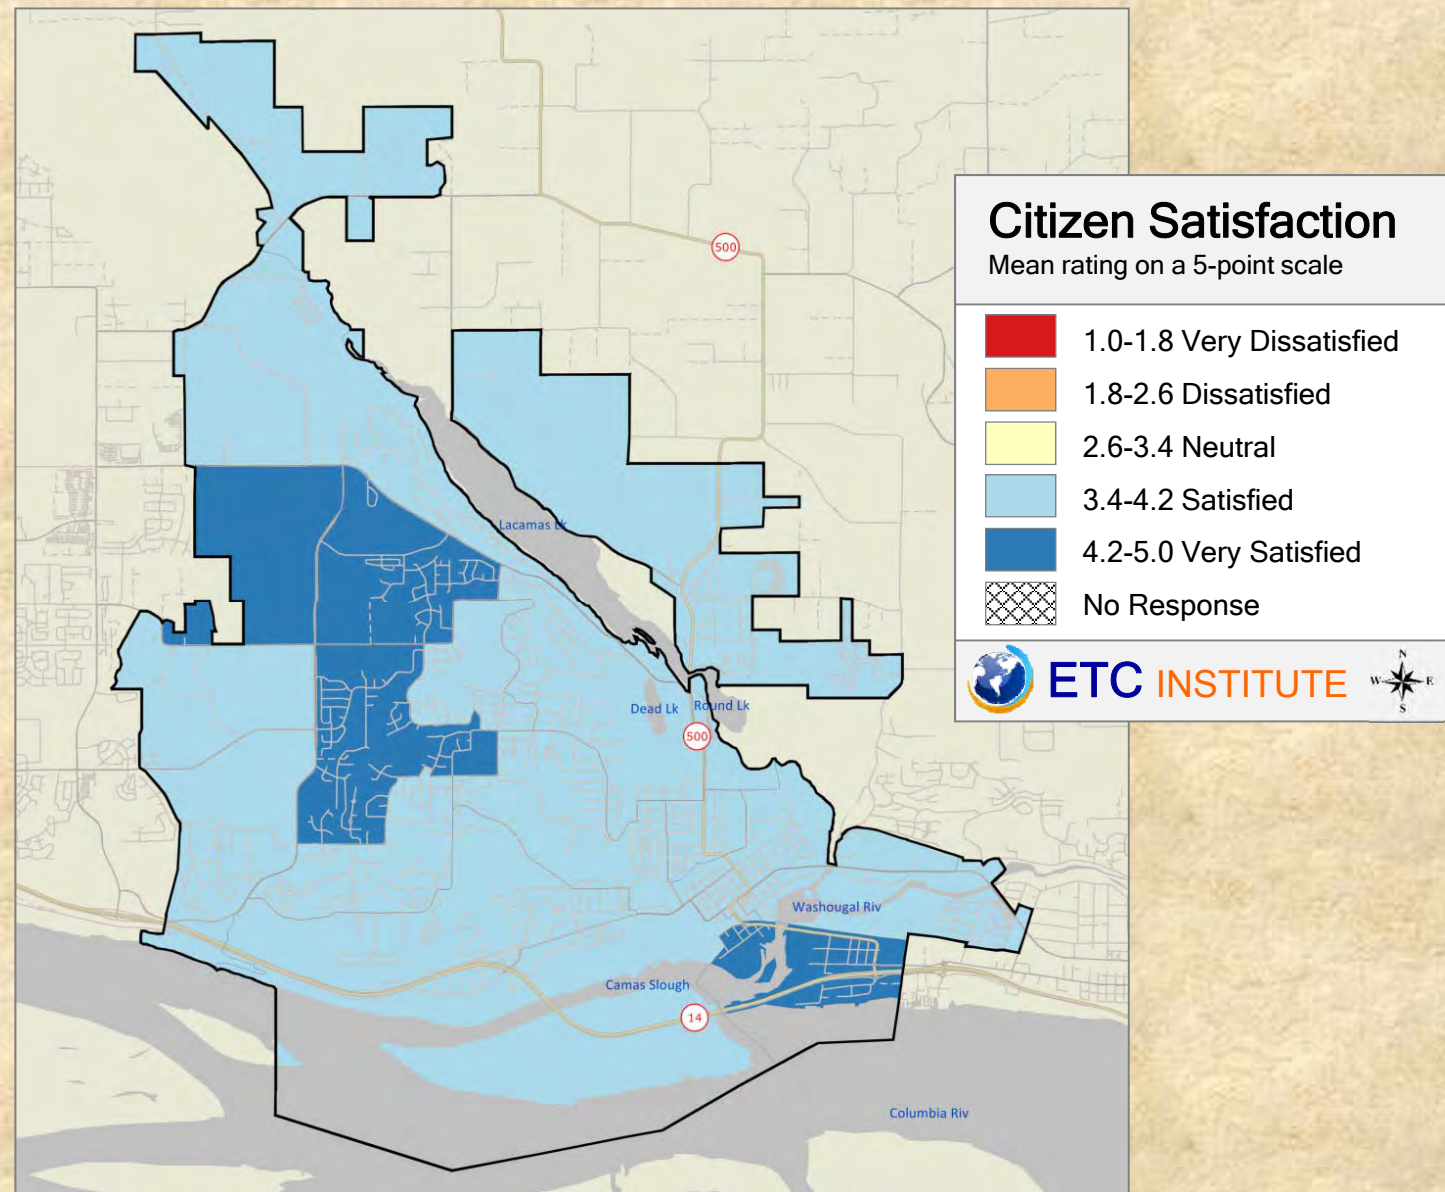 500
Citizen Satisfaction
Mean rating on a 5-point scale
1.0-1.8 Very Dissatisfied
1.8-2.6 Dissatisfied
2.6-3.4 Neutral
3.4-4.2 Satisfied
4.2-5.0 Very Satisfied
No Response
ETC INSTITUTE
N
W E
S
Lacamas Lk
Dead Lk
Round Lk
500
Washougal Riv
Camas Slough
14
Columbia Riv